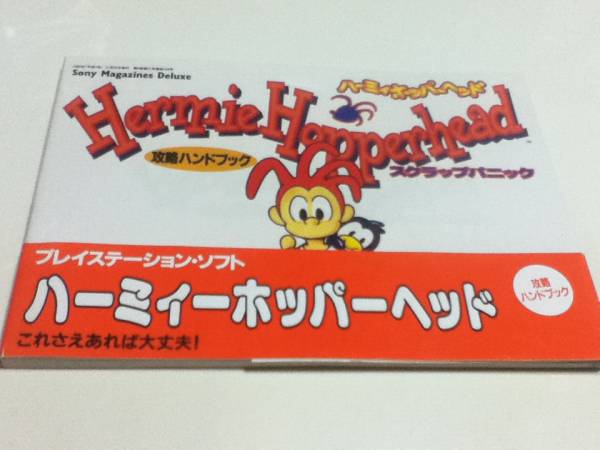 Sony Magazines Deluxe
ハーミィホッパーヘッド
Hermie Hopperhead
攻略ハンドブック
スクラップパニック
プレイステーション・ソフト
ハーミィーホッパーヘッド
これさえあれば大丈夫!
攻略
ハンドブック